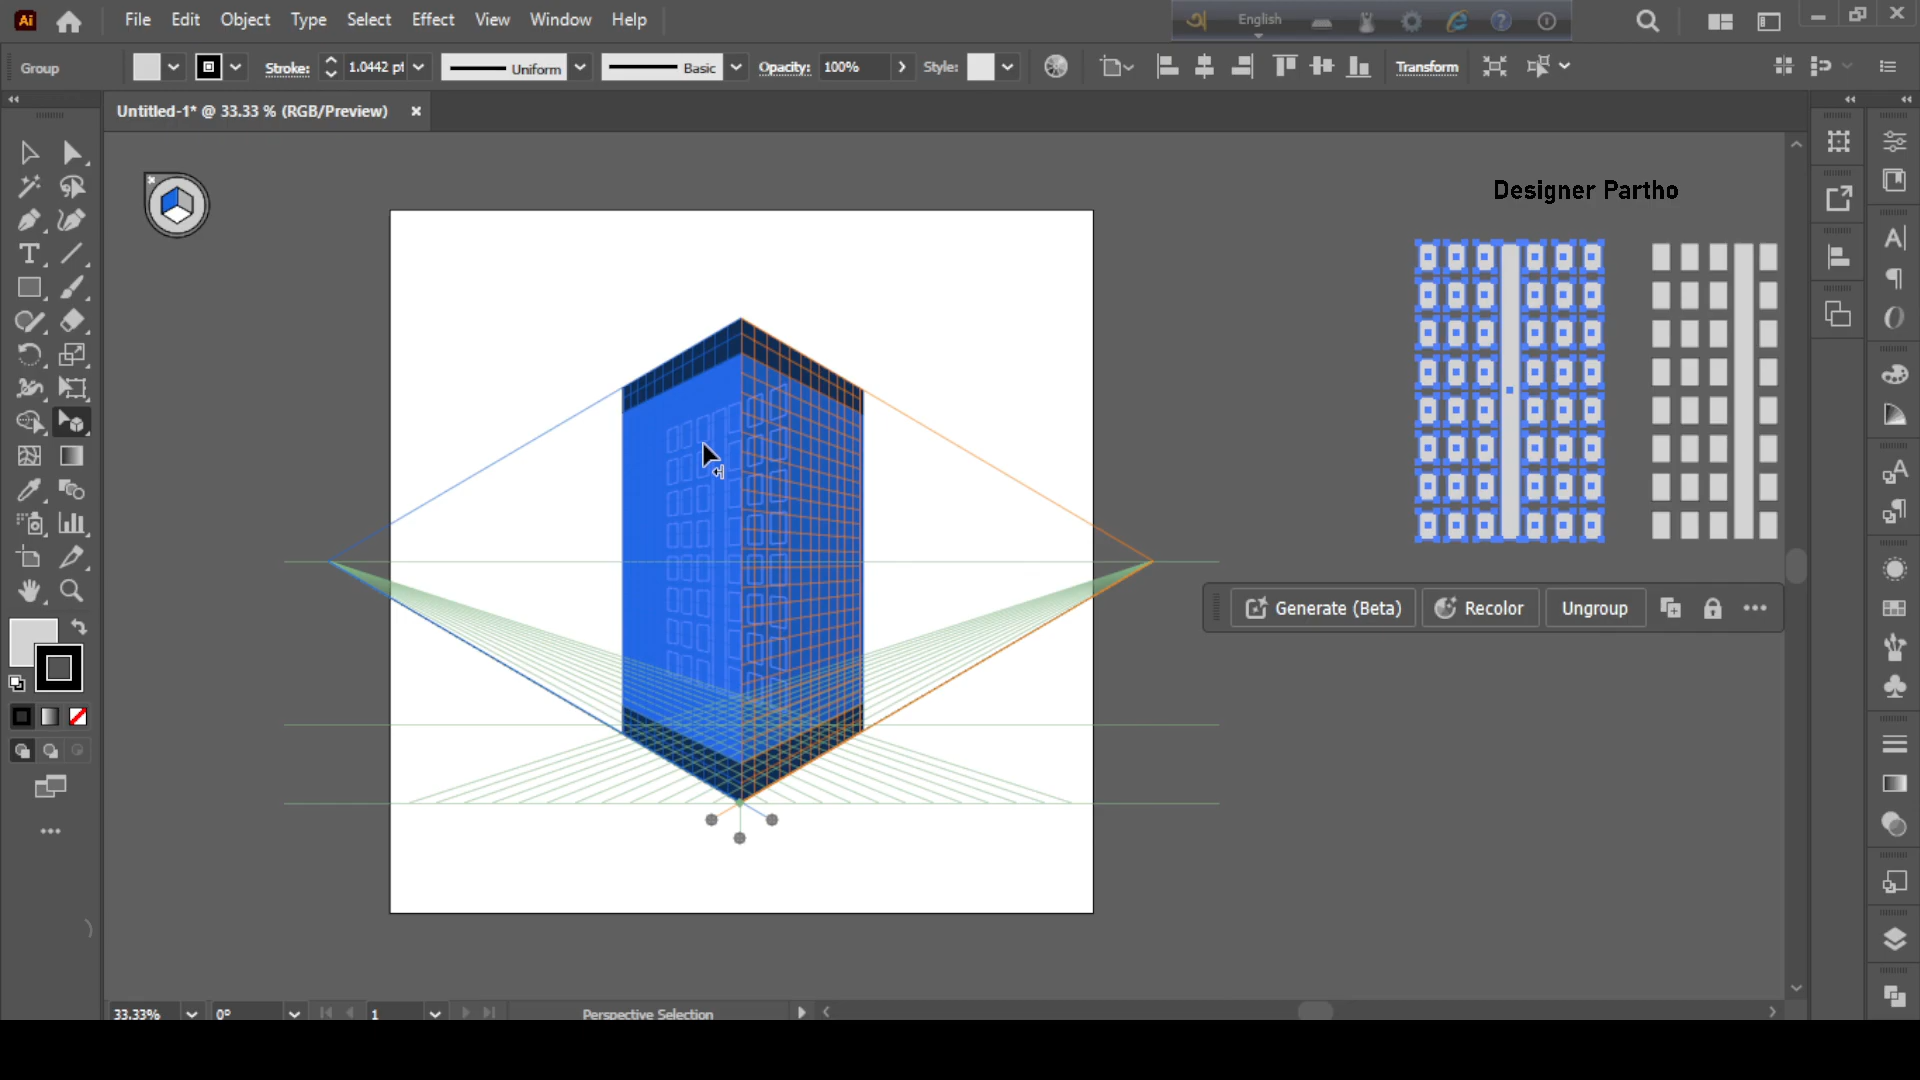 Ai File Edit Object Type Select Effect View Window Help English
Group Stroke: 1.0442 pt Uniform Basic Opacity: 100% Style: Transform
Untitled-1* @ 33.33 % (RGB/Preview)
Designer Partho
Generate (Beta) Recolor Ungroup
33.33% 0° 1 Perspective Selection